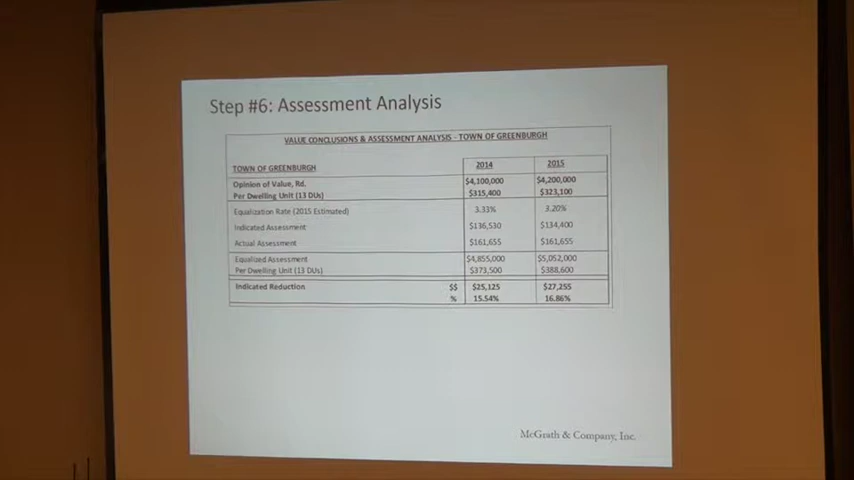 Step #6: Assessment Analysis
VALUE CONCLUSIONS & ASSESSMENT ANALYSIS - TOWN OF GREENBURGH
TOWN OF GREENBURGH 2014 2015
Opinion of Value, Rd. $4,100,000 $4,200,000
Per Dwelling Unit (13 DUs) $315,400 $323,100
Equalization Rate (2015 Estimated) 3.33% 3.20%
Indicated Assessment $136,530 $134,400
Actual Assessment $161,655 $161,655
Equalized Assessment $4,855,000 $5,052,000
Per Dwelling Unit (13 DUs) $373,500 $388,600
Indicated Reduction $$ $25,125 $27,255
% 15.54% 16.86%
McGrath & Company, Inc.